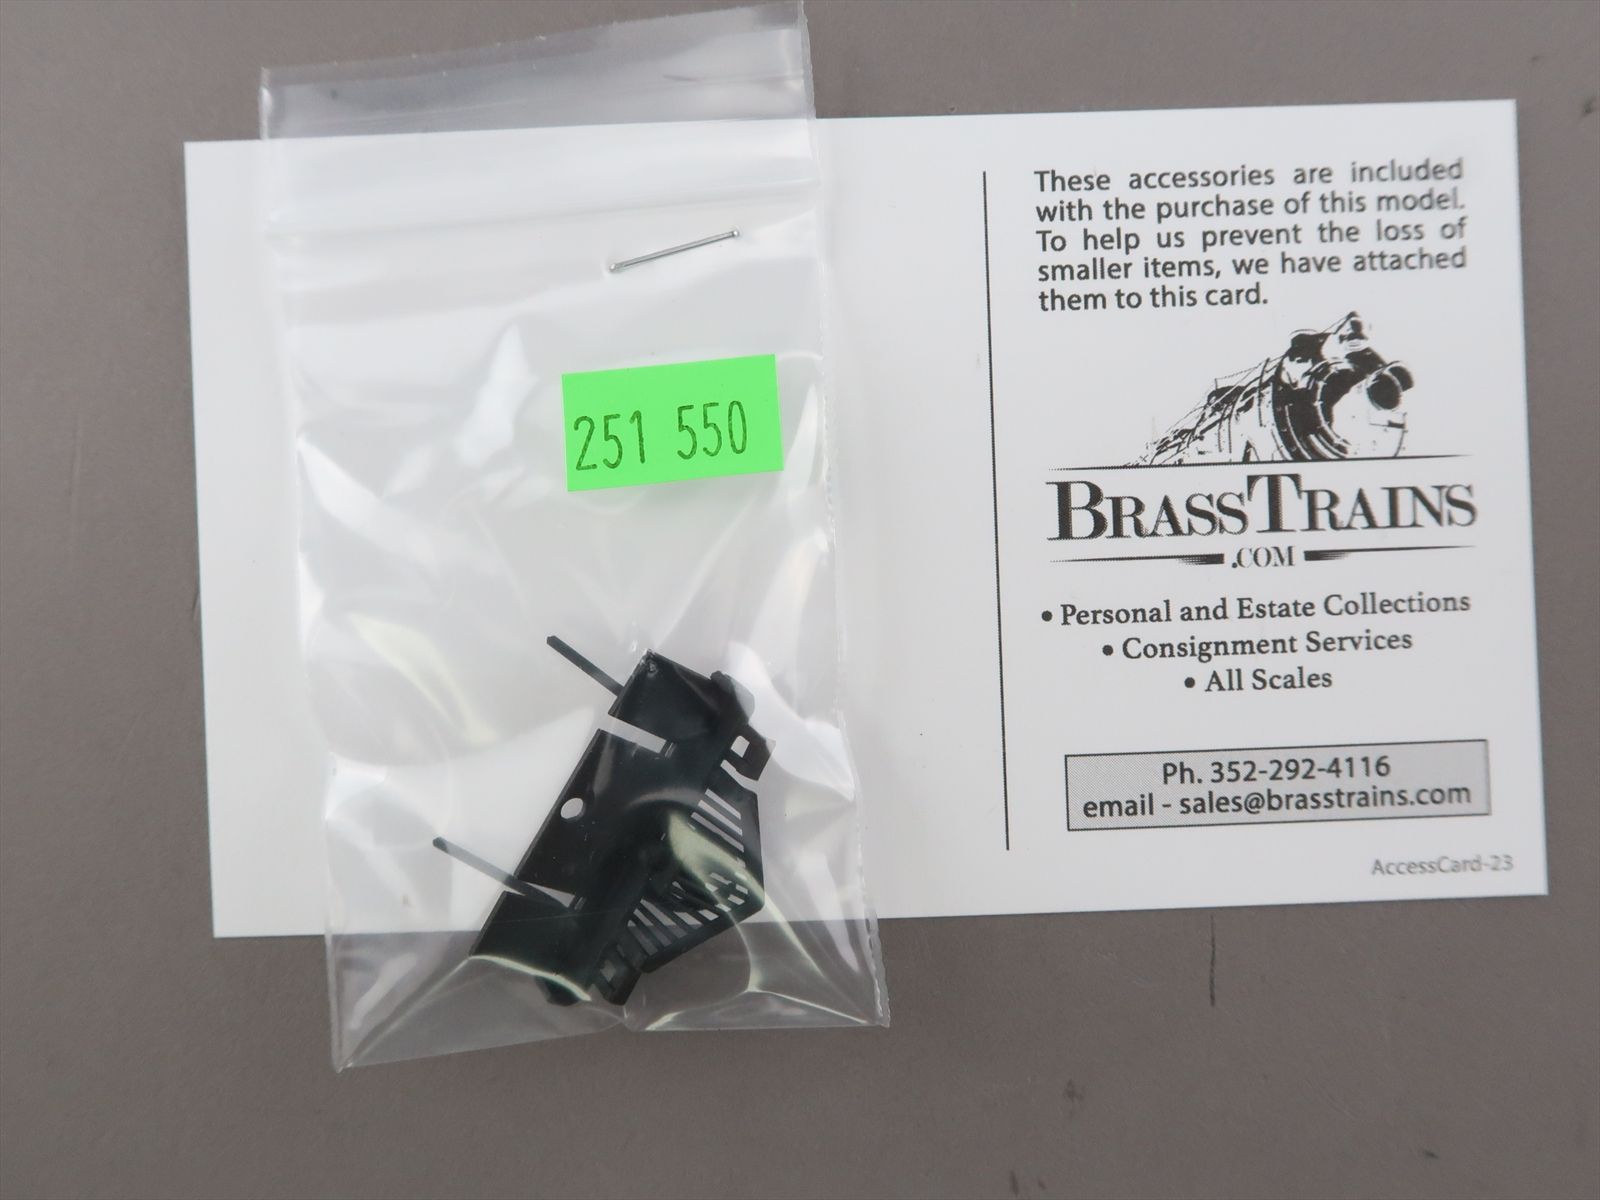 251 550
These accessories are included
with the purchase of this model.
To help us prevent the loss of
smaller items, we have attached
them to this card.
BRASSTRAINS
.COM
• Personal and Estate Collections
• Consignment Services
• All Scales
Ph. 352-292-4116
email - sales@brasstrains.com
AccessCard-23